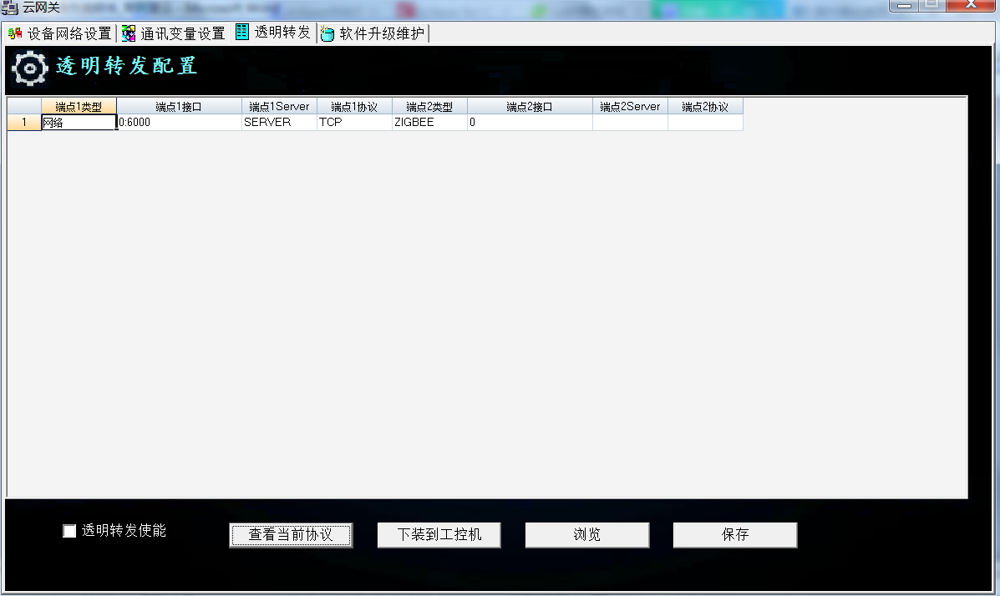 云网关
设备网络设置 通讯变量设置 透明转发 软件升级维护
透明转发配置
端点1类型 端点1接口 端点1Server 端点1协议 端点2类型 端点2接口 端点2Server 端点2协议
1 网络 0:6000 SERVER TCP ZIGBEE 0
透明转发使能 查看当前协议 下装到工控机 浏览 保存